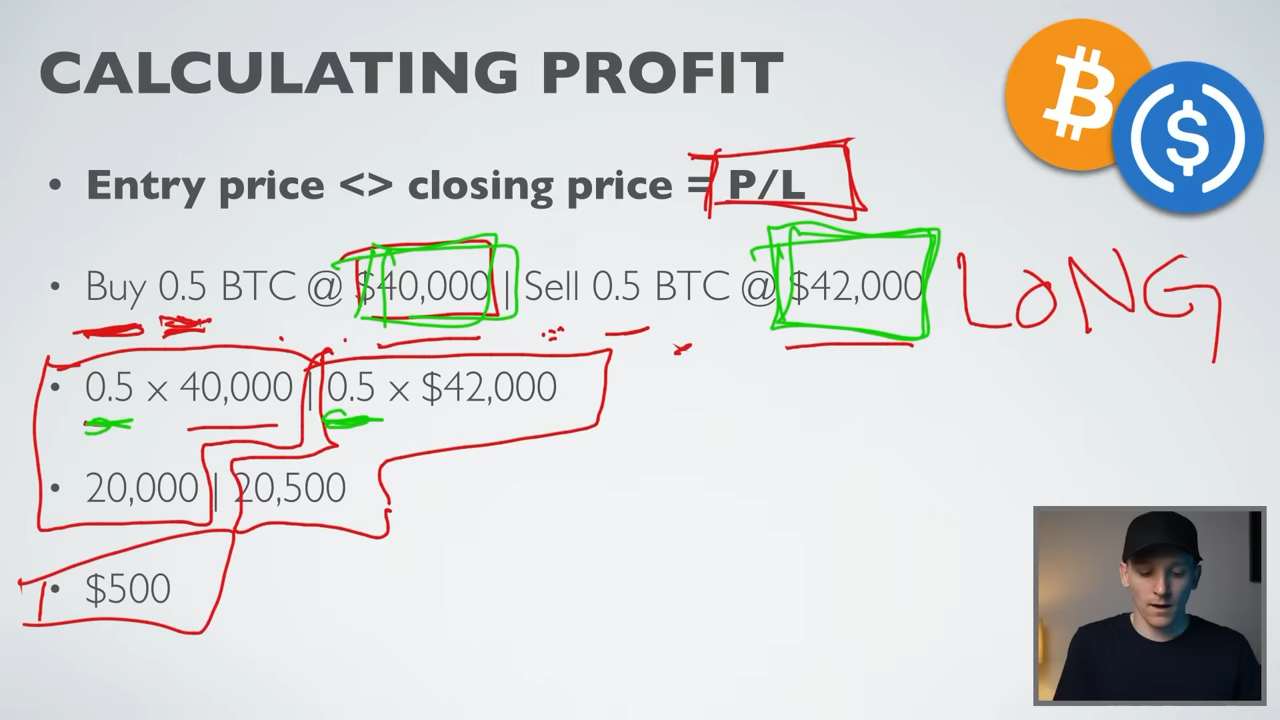 CALCULATING PROFIT
• Entry price <> closing price = P/L
• Buy 0.5 BTC @ $40,000 | Sell 0.5 BTC @ $42,000 LONG
• 0.5 x 40,000 | 0.5 x $42,000
• 20,000 | 20,500
• $500